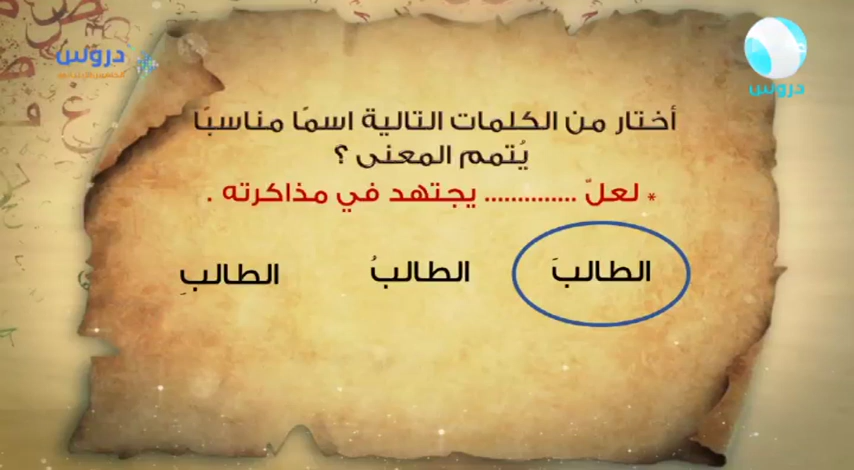 دروس
دروس
أختار من الكلمات التالية اسمًا مناسبًا
يُتمم المعنى ؟
* لعلّ .............. يجتهد في مذاكرته .
الطالبَ الطالبُ الطالبِ